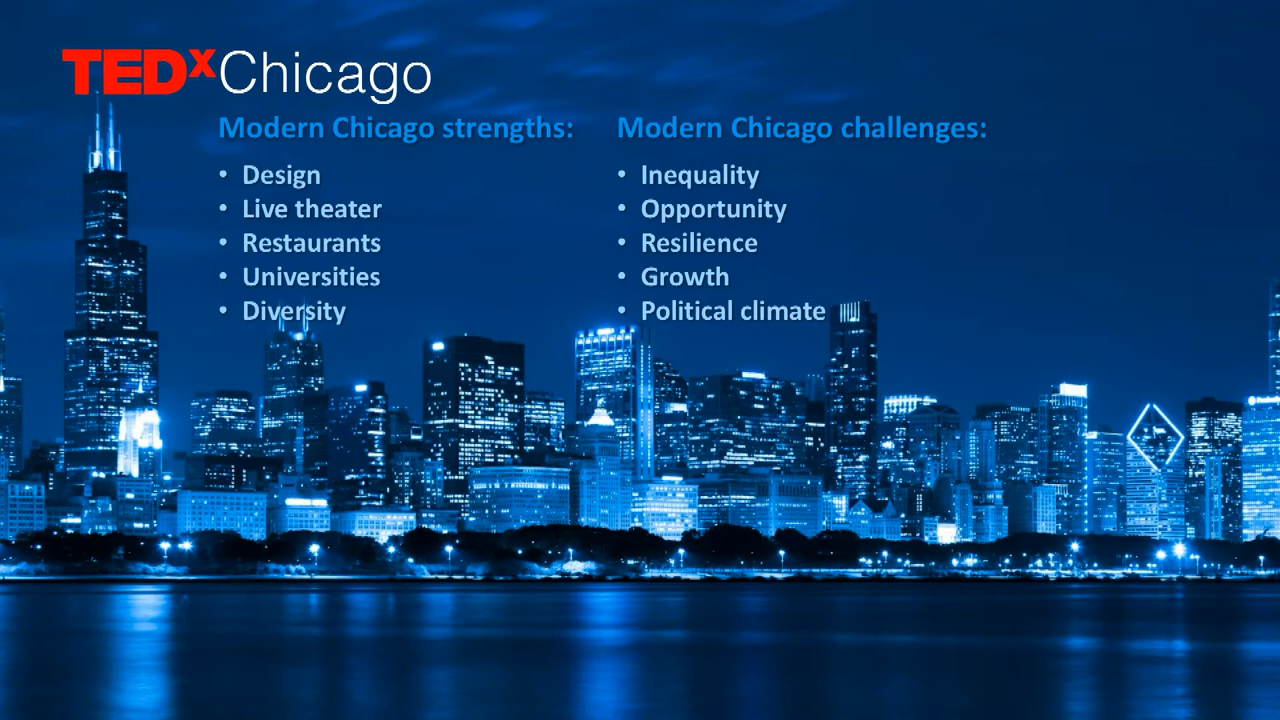 TEDxChicago
Modern Chicago strengths:
• Design
• Live theater
• Restaurants
• Universities
• Diversity
Modern Chicago challenges:
• Inequality
• Opportunity
• Resilience
• Growth
• Political climate